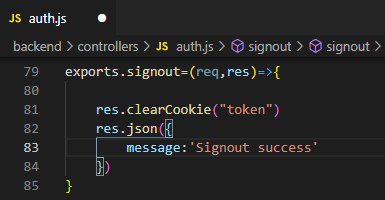 JS auth.js
backend > controllers > JS auth.js > signout > signout
79 exports.signout=(req,res)=>{
80
81 res.clearCookie("token")
82 res.json({
83 message:'Signout success'
84 })
85 }